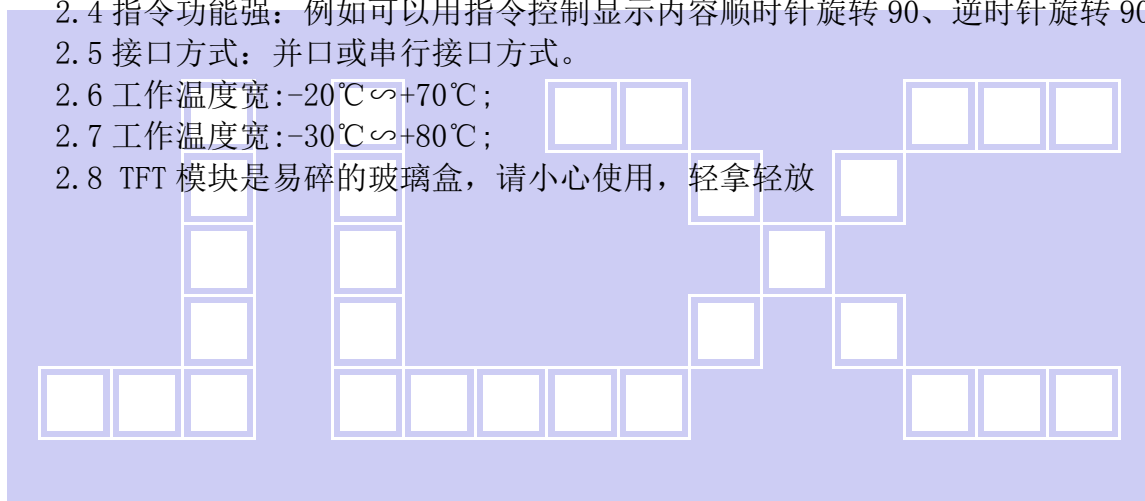 2.4 指令功能强：例如可以用指令控制显示内容顺时针旋转 90、逆时针旋转 90
2.5 接口方式：并口或串行接口方式。
2.6 工作温度宽:-20℃∽+70℃;
2.7 工作温度宽:-30℃∽+80℃;
2.8 TFT 模块是易碎的玻璃盒，请小心使用，轻拿轻放